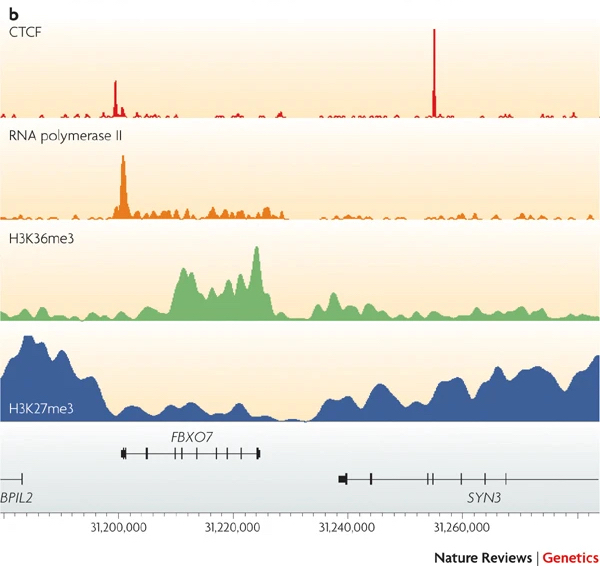 b
CTCF
RNA polymerase II
H3K36me3
H3K27me3
FBXO7
BPIL2
SYN3
31,200,000 31,220,000 31,240,000 31,260,000
Nature Reviews | Genetics